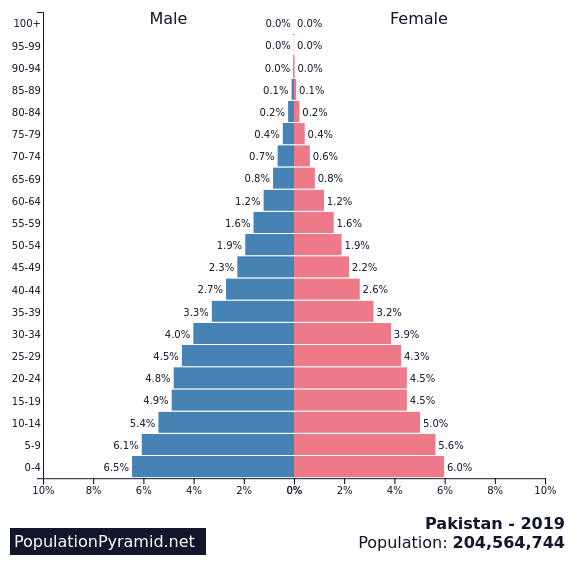 Male Female
100+ 0.0% 0.0%
95-99 0.0% 0.0%
90-94 0.0% 0.0%
85-89 0.1% 0.1%
80-84 0.2% 0.2%
75-79 0.4% 0.4%
70-74 0.7% 0.6%
65-69 0.8% 0.8%
60-64 1.2% 1.2%
55-59 1.6% 1.6%
50-54 1.9% 1.9%
45-49 2.3% 2.2%
40-44 2.7% 2.6%
35-39 3.3% 3.2%
30-34 4.0% 3.9%
25-29 4.5% 4.3%
20-24 4.8% 4.5%
15-19 4.9% 4.5%
10-14 5.4% 5.0%
5-9 6.1% 5.6%
0-4 6.5% 6.0%
10% 8% 6% 4% 2% 0% 2% 4% 6% 8% 10%
Pakistan - 2019
Population: 204,564,744
PopulationPyramid.net